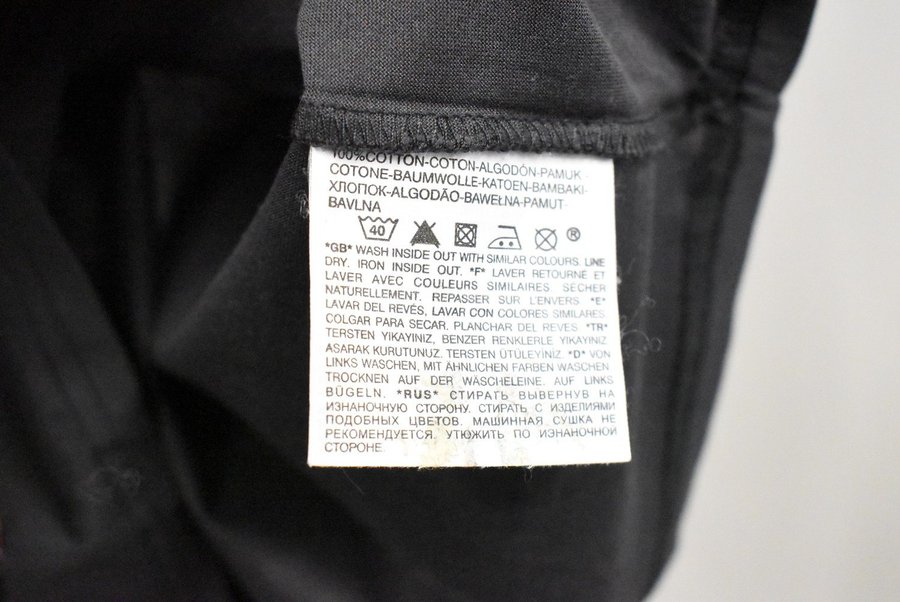 100%COTTON-COTON-ALGODÓN-PAMUK-
COTONE-BAUMWOLLE-KATOEN-BAMBAKI-
ХЛОПОК-ALGODÃO-BAWEŁNA-PAMUT-
BAVLNA
40 ®
*GB* WASH INSIDE OUT WITH SIMILAR COLOURS. LINE
DRY. IRON INSIDE OUT. *F* LAVER RETOURNÉ ET
LAVER AVEC COULEURS SIMILAIRES SÉCHER
NATURELLEMENT. REPASSER SUR L'ENVERS *E*
LAVAR DEL REVÉS, LAVAR CON COLORES SIMILARES
COLGAR PARA SECAR. PLANCHAR DEL REVES *TR*
TERSTEN YIKAYINIZ, BENZER RENKLERLE YIKAYINIZ
ASARAK KURUTUNUZ. TERSTEN ÜTÜLEYİNİZ. *D* VON
LINKS WASCHEN, MIT ÄHNLICHEN FARBEN WASCHEN
TROCKNEN AUF DER WÄSCHELEINE. AUF LINKS
BÜGELN. *RUS* СТИРАТЬ ВЫВЕРНУВ НА
ИЗНАНОЧНУЮ СТОРОНУ. СТИРАТЬ С ИЗДЕЛИЯМИ
ПОДОБНЫХ ЦВЕТОВ. МАШИННАЯ СУШКА НЕ
РЕКОМЕНДУЕТСЯ. УТЮЖИТЬ ПО ИЗНАНОЧНОЙ
СТОРОНЕ.